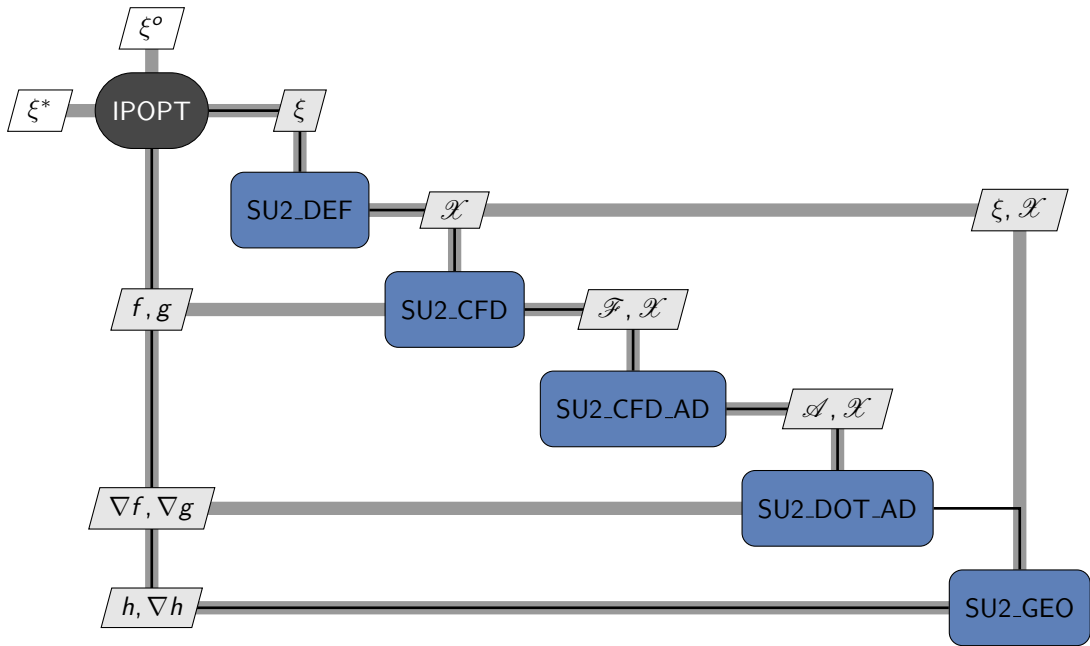 ξ°
ξ* IPOPT ξ
SU2_DEF 𝒳 ξ, 𝒳
f, g SU2_CFD ℱ, 𝒳
SU2_CFD_AD 𝒜, 𝒳
∇f, ∇g SU2_DOT_AD
h, ∇h SU2_GEO